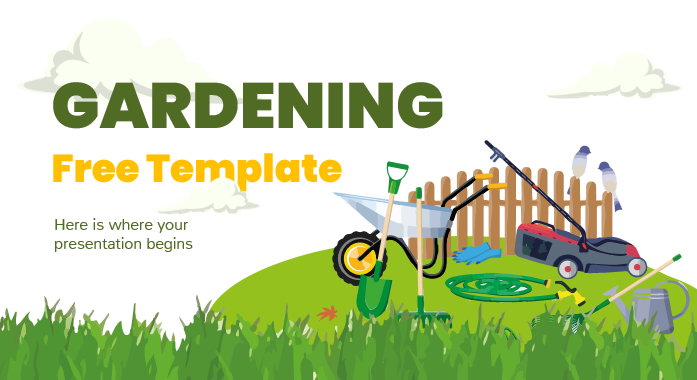 GARDENING
Free Template
Here is where your
presentation begins